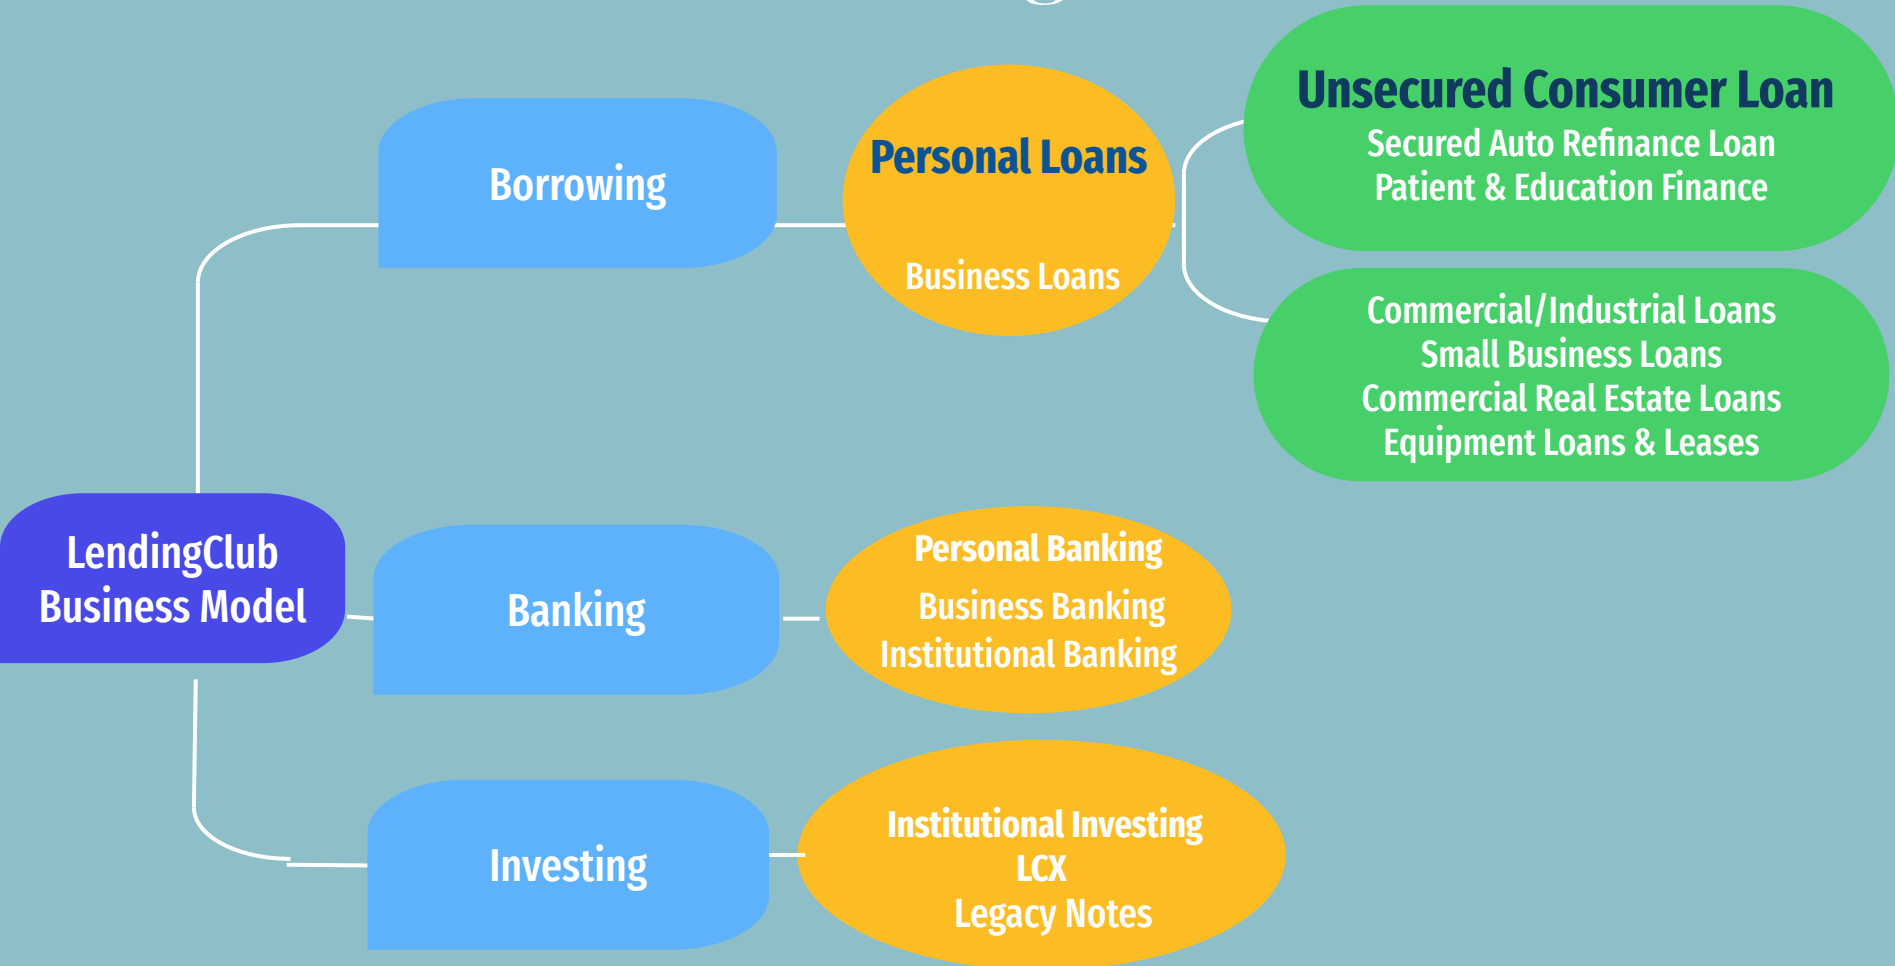 Borrowing
Personal Loans
Business Loans
Unsecured Consumer Loan
Secured Auto Refinance Loan
Patient & Education Finance
Commercial/Industrial Loans
Small Business Loans
Commercial Real Estate Loans
Equipment Loans & Leases
LendingClub
Business Model
Banking
Personal Banking
Business Banking
Institutional Banking
Investing
Institutional Investing
LCX
Legacy Notes